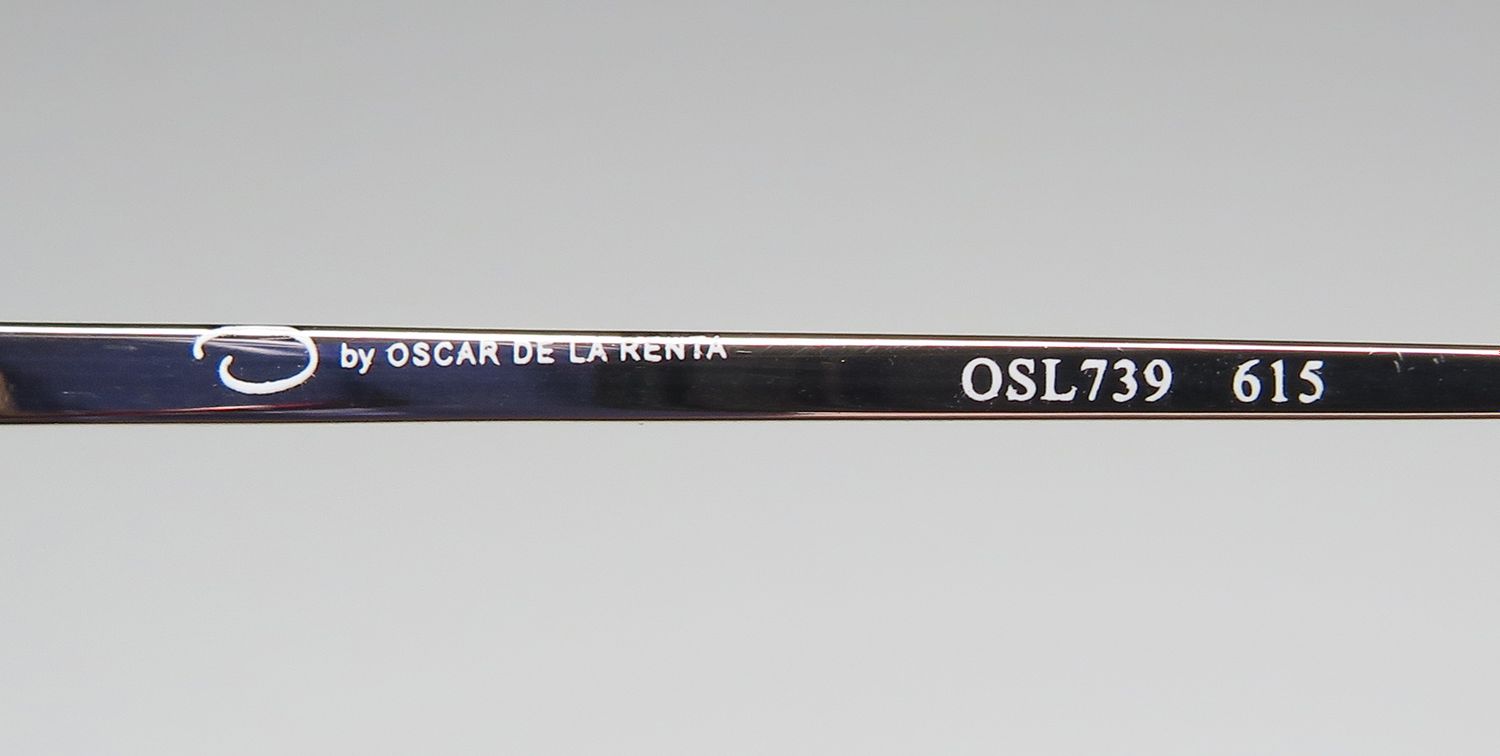 O by OSCAR DE LA RENTA
OSL739 615